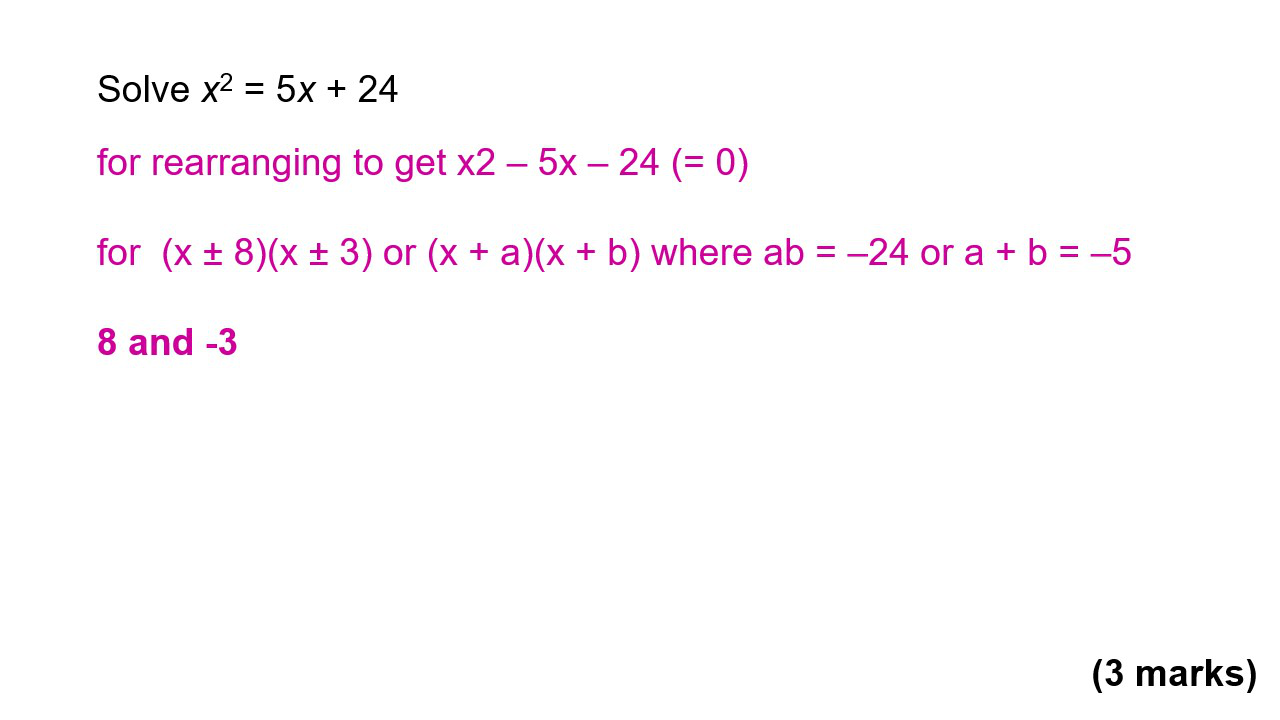 Solve x² = 5x + 24
for rearranging to get x2 – 5x – 24 (= 0)
for  (x ± 8)(x ± 3) or (x + a)(x + b) where ab = –24 or a + b = –5
8 and -3
(3 marks)